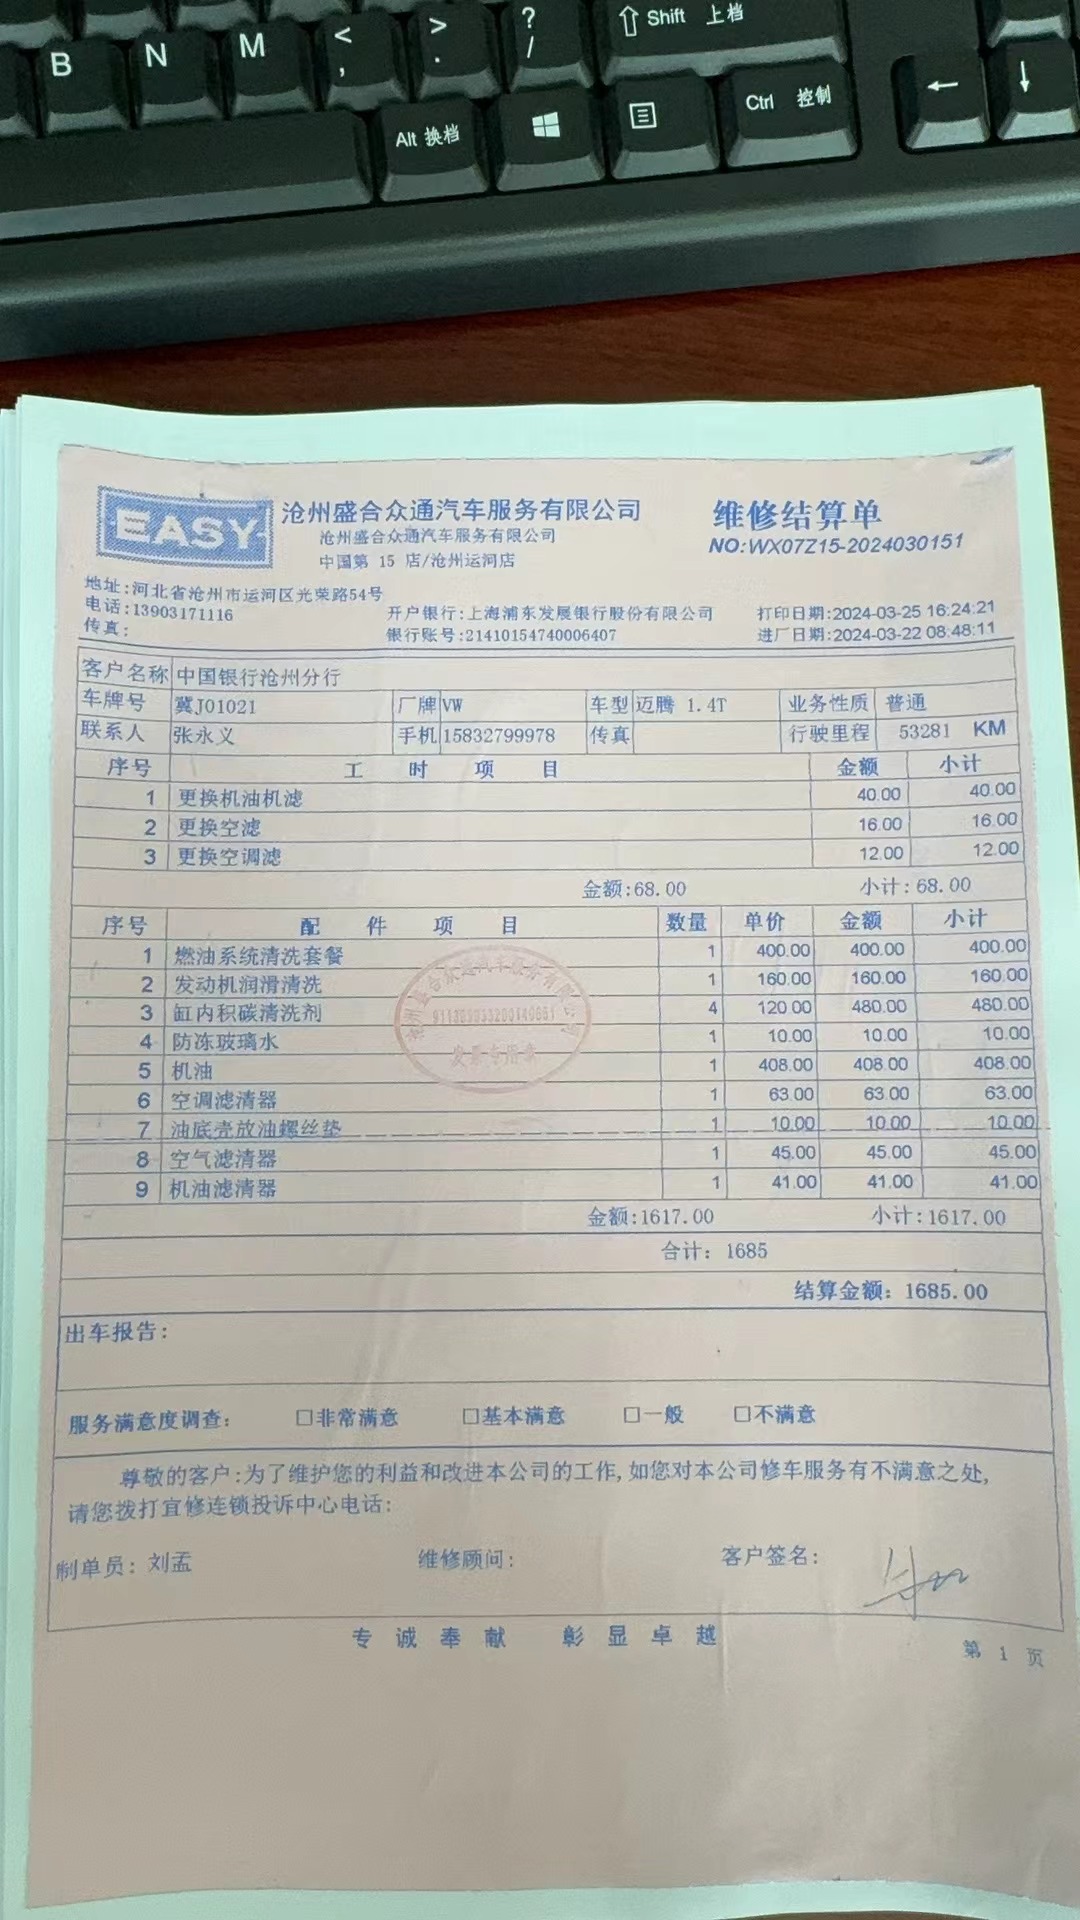 B N M < , > . ? / Shift 上档
Alt 换档 Ctrl 控制 ← ↓
EASY
沧州盛合众通汽车服务有限公司
维修结算单
沧州盛合众通汽车服务有限公司
NO:WX07Z15-2024030151
中国第 15 店/沧州运河店
地址:河北省沧州市运河区光荣路54号
电话:13903171116 开户银行:上海浦东发展银行股份有限公司 打印日期:2024-03-25 16:24:21
传真: 银行账号:21410154740006407 进厂日期:2024-03-22 08:48:11
客户名称 中国银行沧州分行
车牌号 冀J01021 厂牌 VW 车型 迈腾 1.4T 业务性质 普通
联系人 张永义 手机 15832799978 传真 行驶里程 53281 KM
序号 工时项目 金额 小计
1 更换机油机滤 40.00 40.00
2 更换空滤 16.00 16.00
3 更换空调滤 12.00 12.00
金额:68.00 小计:68.00
序号 配件项目 数量 单价 金额 小计
1 燃油系统清洗套餐 1 400.00 400.00 400.00
2 发动机润滑清洗 1 160.00 160.00 160.00
3 缸内积碳清洗剂 4 120.00 480.00 480.00
4 防冻玻璃水 1 10.00 10.00 10.00
5 机油 1 408.00 408.00 408.00
6 空调滤清器 1 63.00 63.00 63.00
7 油底壳放油螺丝垫 1 10.00 10.00 10.00
8 空气滤清器 1 45.00 45.00 45.00
9 机油滤清器 1 41.00 41.00 41.00
沧州盛合众通汽车服务有限公司
发票专用章
金额:1617.00 小计:1617.00
合计: 1685
结算金额: 1685.00
出车报告:
服务满意度调查: □非常满意 □基本满意 □一般 □不满意
尊敬的客户:为了维护您的利益和改进本公司的工作,如您对本公司修车服务有不满意之处,
请您拨打宜修连锁投诉中心电话:
制单员: 刘孟 维修顾问: 客户签名:
专诚奉献 彰显卓越
第 1 页